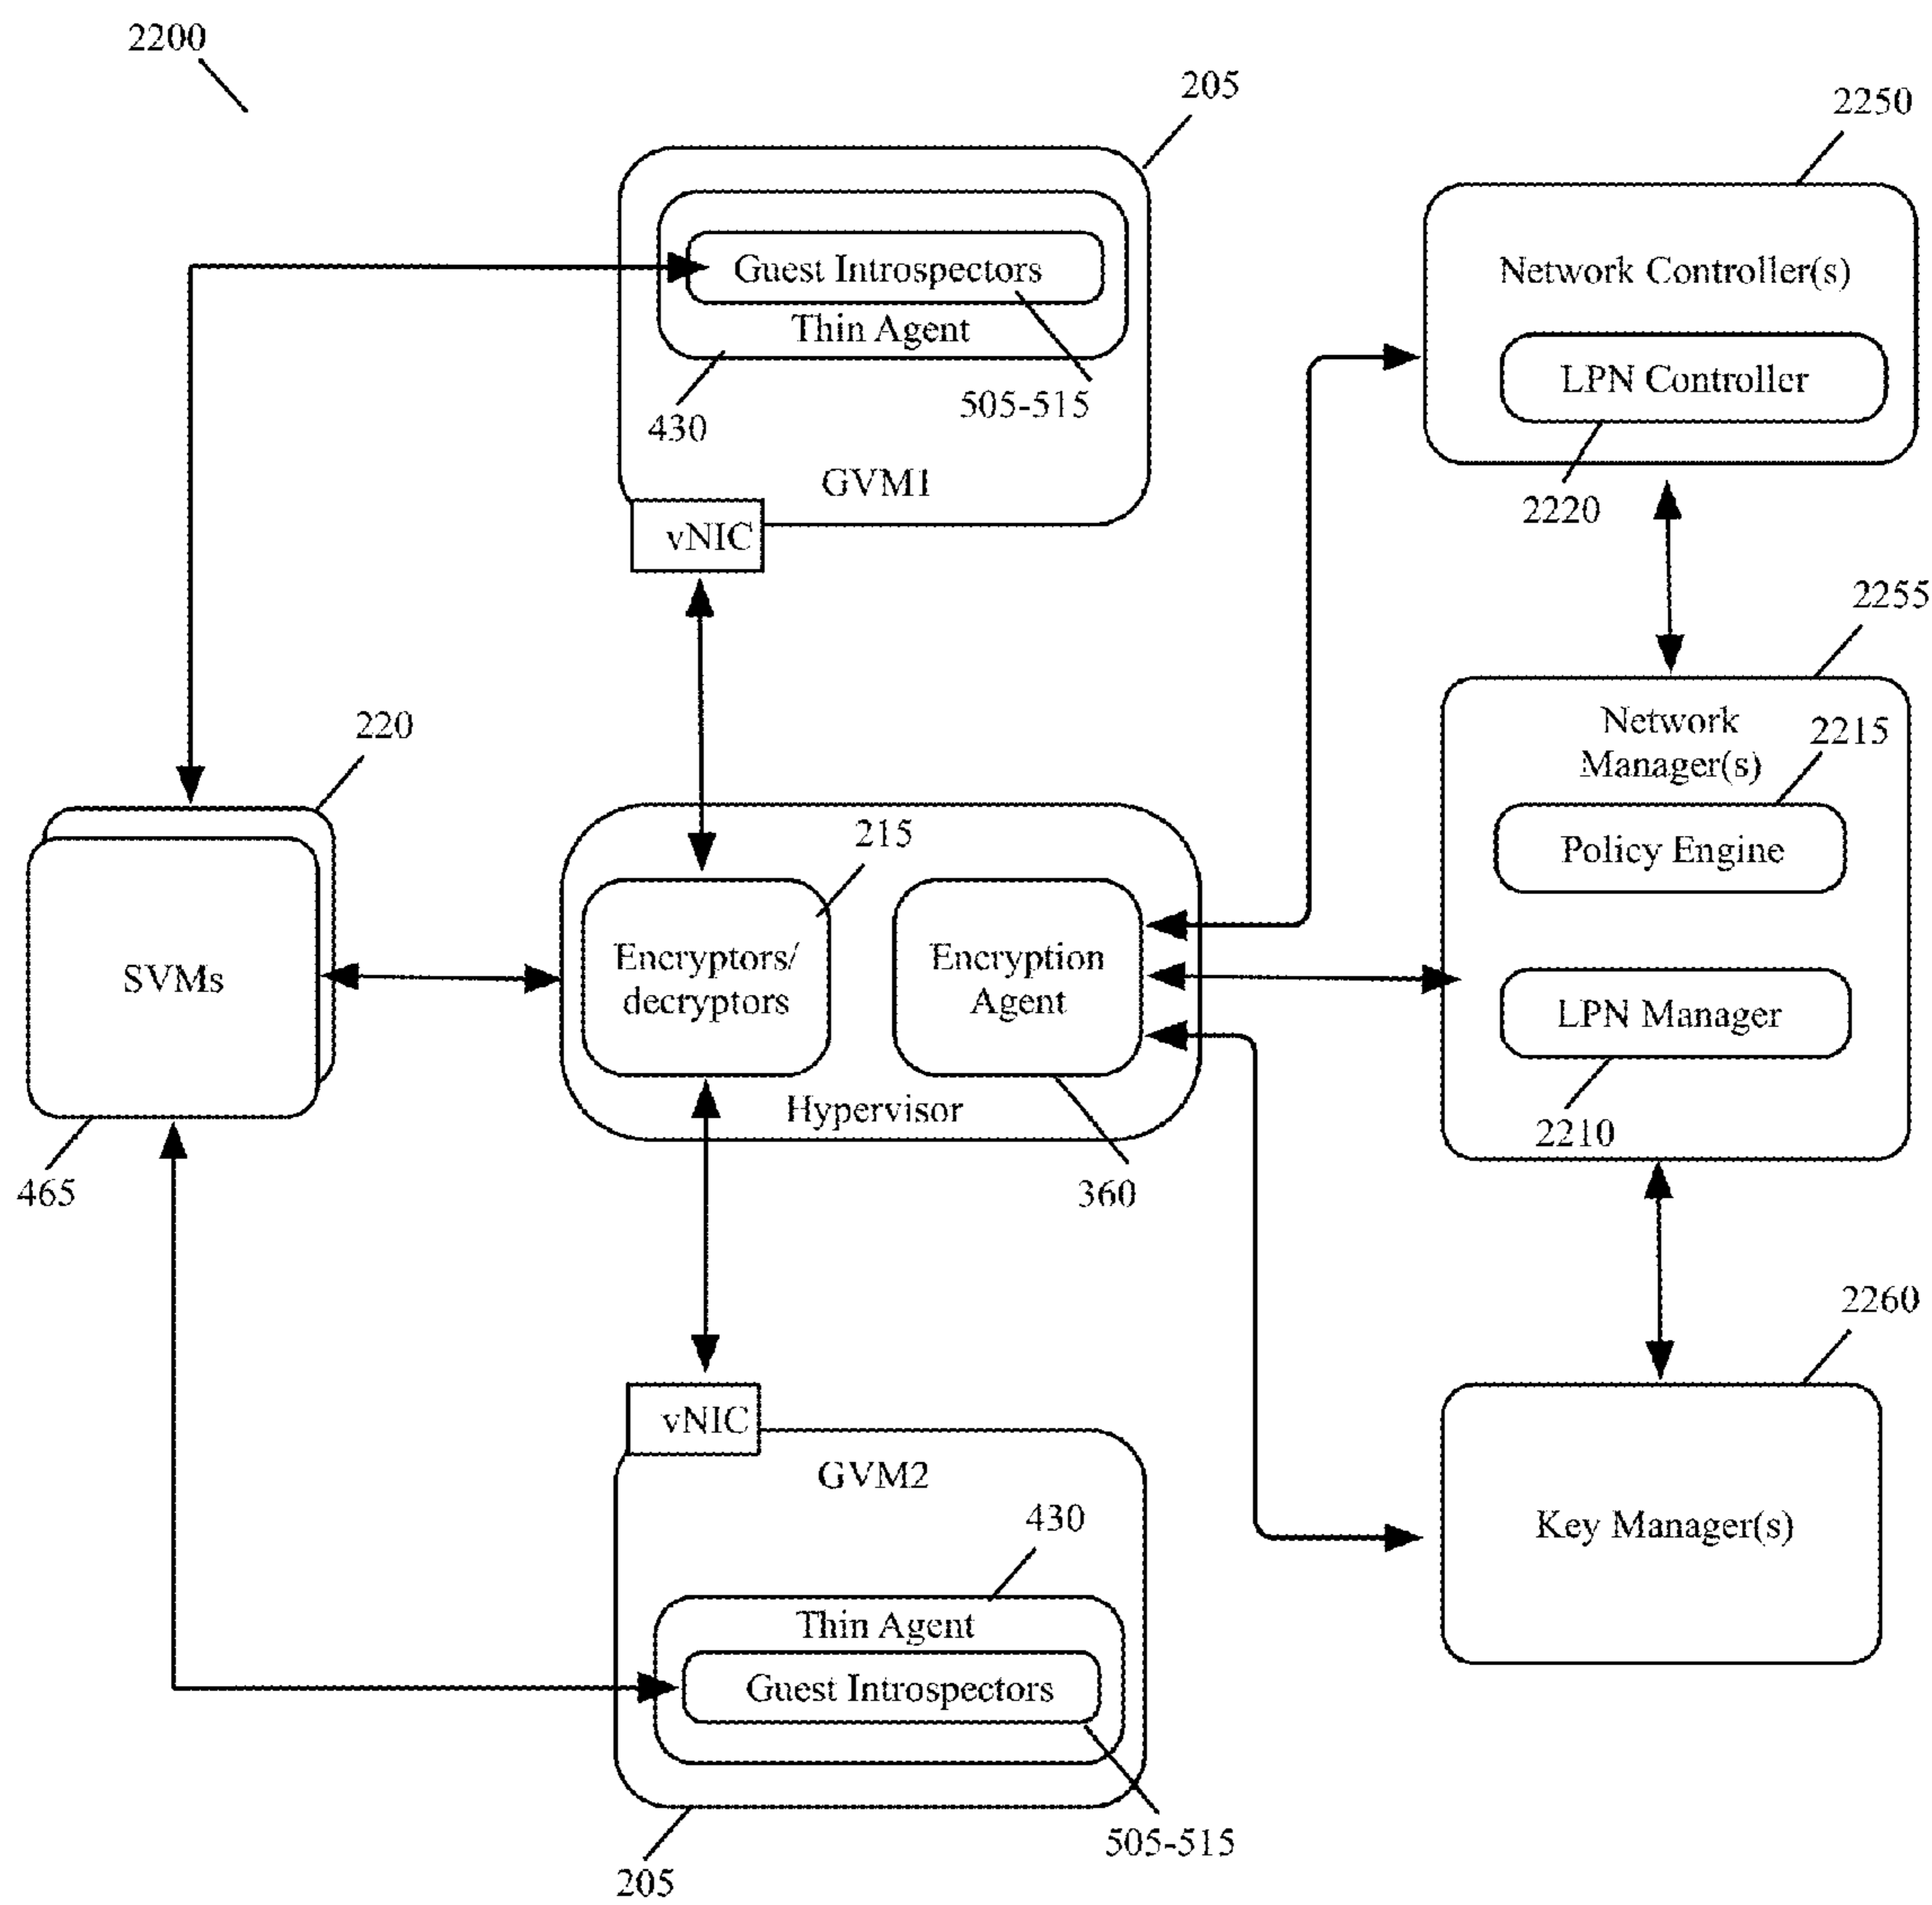 2200
205
2250
Guest Introspectors
Thin Agent
430
505-515
GVM1
vNIC
Network Controller(s)
LPN Controller
2220
2255
Network
Manager(s)
2215
Policy Engine
LPN Manager
2210
220
SVMs
465
215
Encryptors/
decryptors
Encryption
Agent
Hypervisor
360
2260
Key Manager(s)
vNIC
GVM2
430
Thin Agent
Guest Introspectors
505-515
205